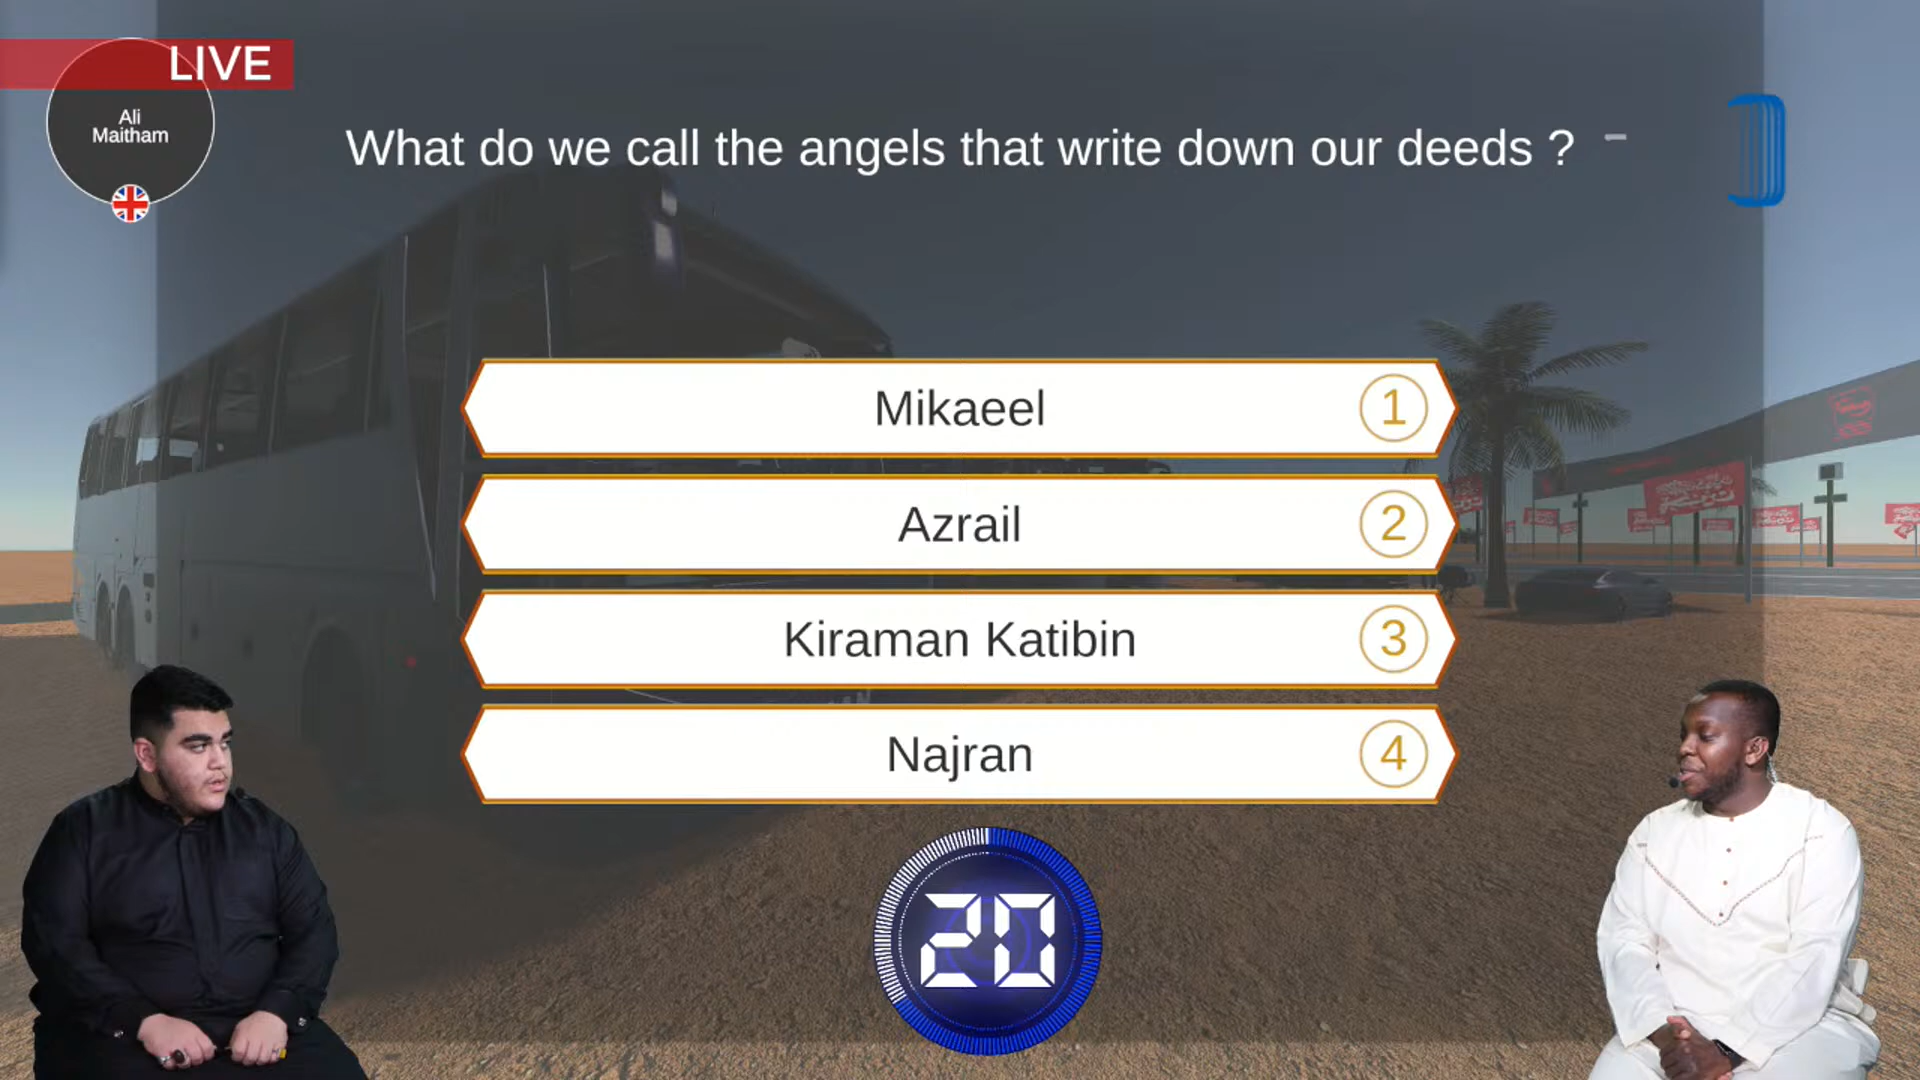 LIVE
Ali
Maitham
What do we call the angels that write down our deeds ?
Mikaeel
1
Azrail
2
Kiraman Katibin
3
Najran
4
20